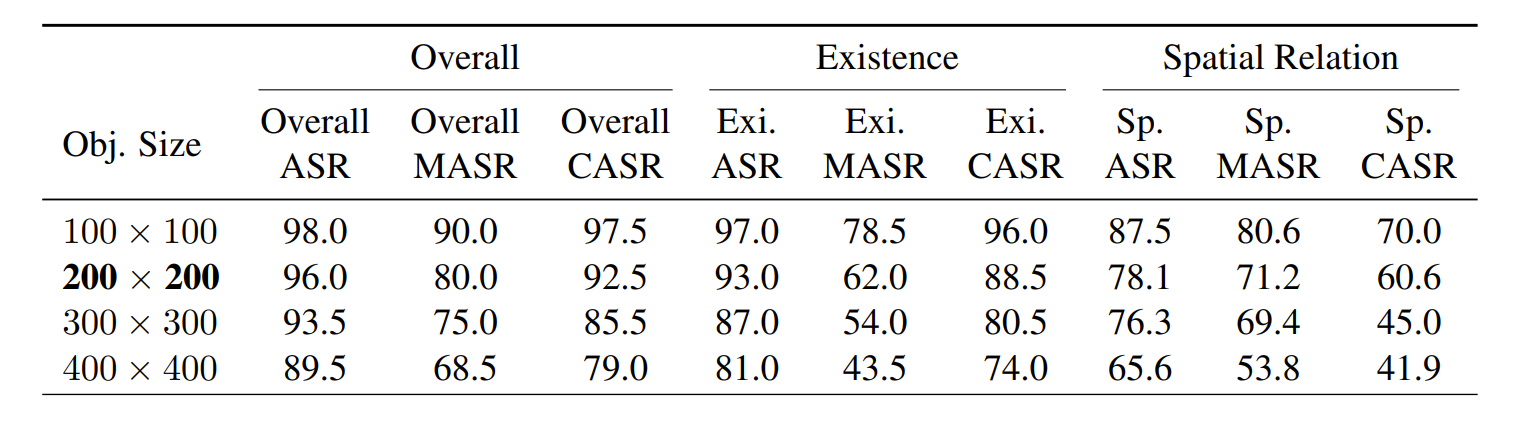 Overall Existence Spatial Relation
Obj. Size Overall ASR Overall MASR Overall CASR Exi. ASR Exi. MASR Exi. CASR Sp. ASR Sp. MASR Sp. CASR
100 × 100 98.0 90.0 97.5 97.0 78.5 96.0 87.5 80.6 70.0
200 × 200 96.0 80.0 92.5 93.0 62.0 88.5 78.1 71.2 60.6
300 × 300 93.5 75.0 85.5 87.0 54.0 80.5 76.3 69.4 45.0
400 × 400 89.5 68.5 79.0 81.0 43.5 74.0 65.6 53.8 41.9